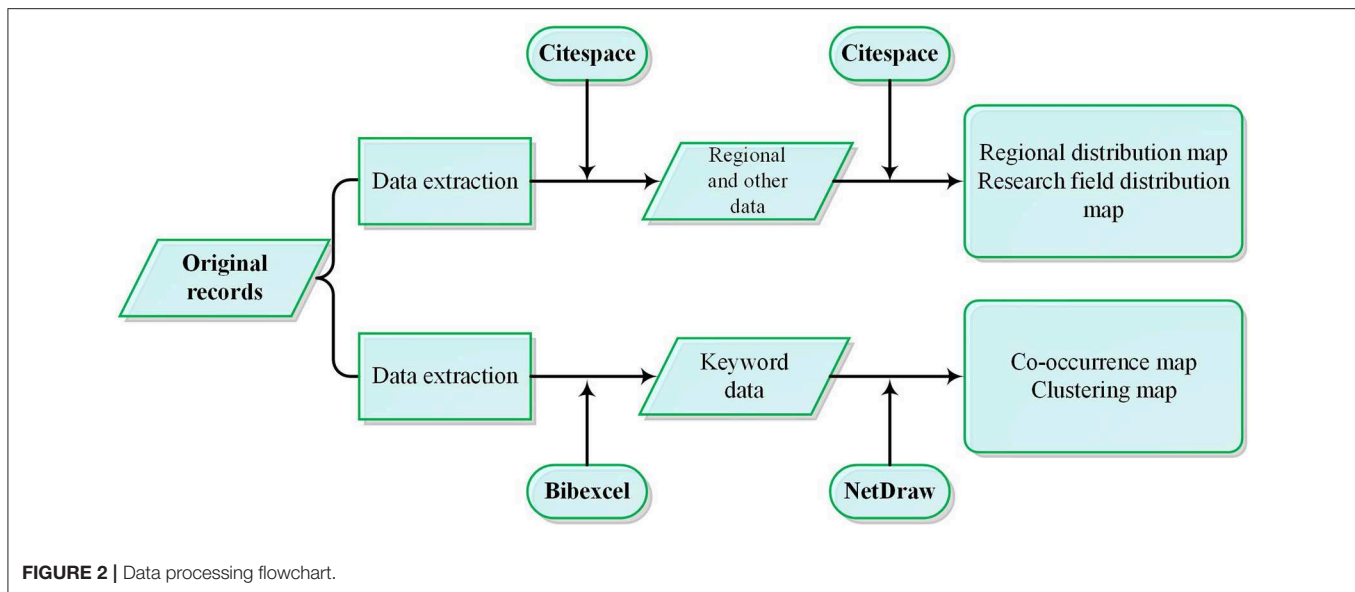 Citespace
Citespace
Data extraction
Regional
and other
data
Regional distribution map
Research field distribution
map
Original
records
Data extraction
Keyword
data
Co-occurrence map
Clustering map
Bibexcel
NetDraw
FIGURE 2 | Data processing flowchart.